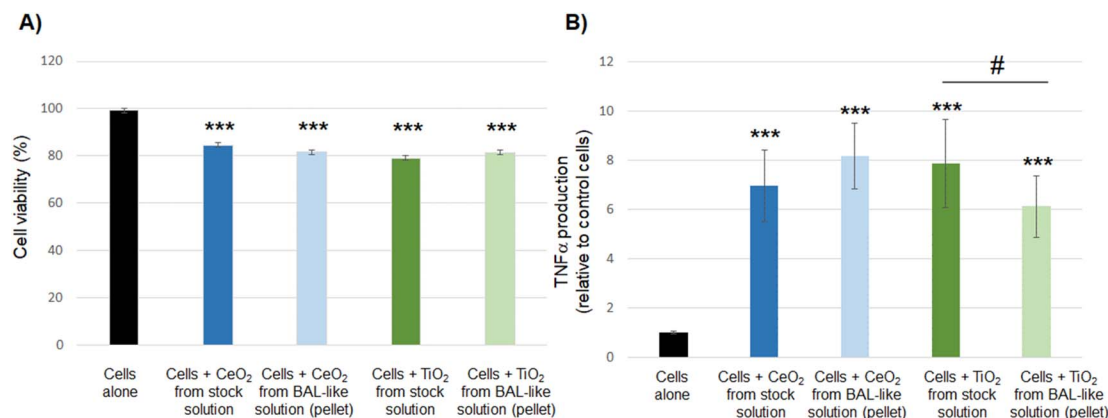 A)
120
100
80
60
40
20
0
Cell viability (%)
***
***
***
***
Cells
alone
Cells + CeO₂
from stock
solution
Cells + CeO₂
from BAL-like
solution (pellet)
Cells + TiO₂
from stock
solution
Cells + TiO₂
from BAL-like
solution (pellet)
B)
12
10
8
6
4
2
0
TNFα production
(relative to control cells)
***
***
***
#
***
Cells
alone
Cells + CeO₂
from stock
solution
Cells + CeO₂
from BAL-like
solution (pellet)
Cells + TiO₂
from stock
solution
Cells + TiO₂
from BAL-like
solution (pellet)